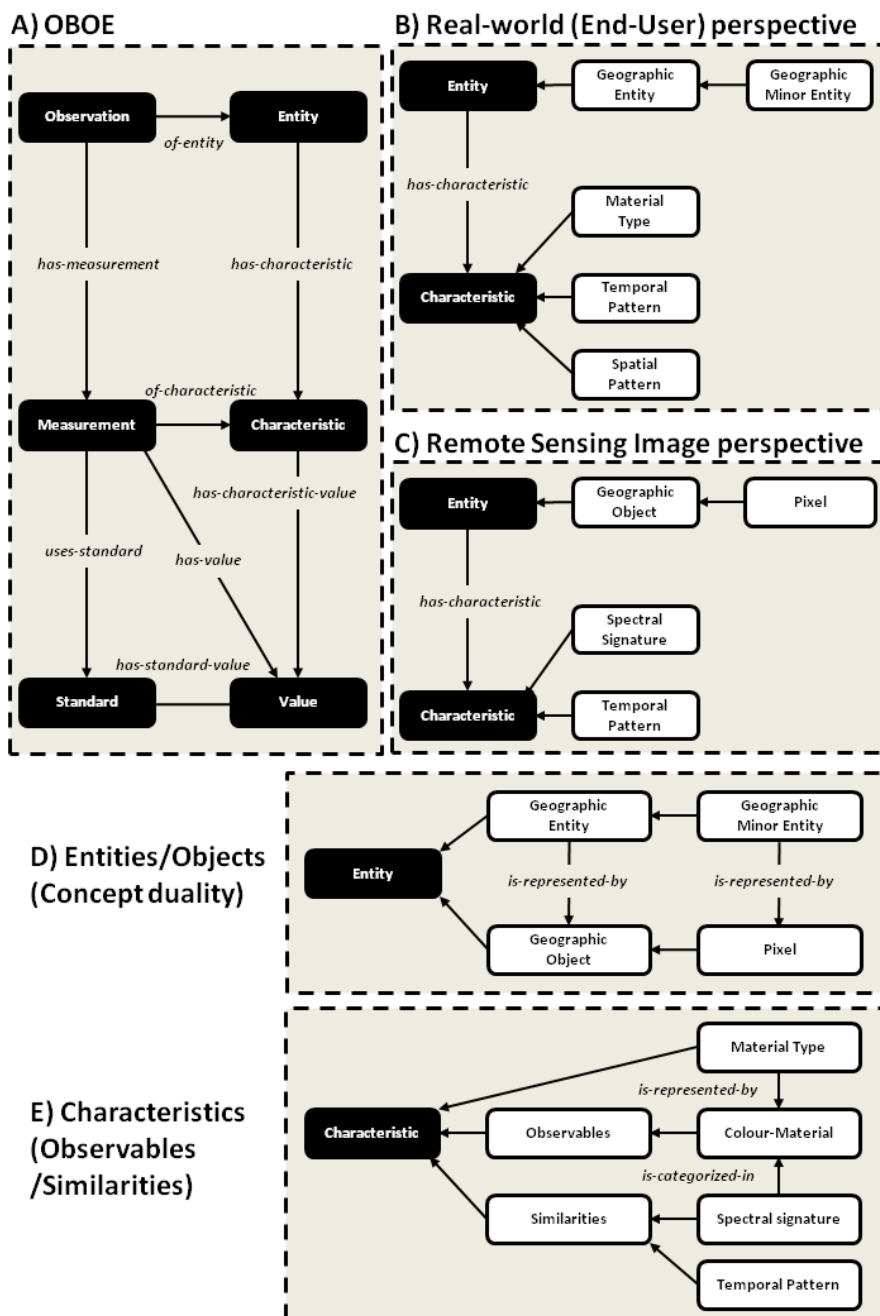 A) OBOE
Observation
Entity
of-entity
has-measurement
has-characteristic
of-characteristic
Measurement
Characteristic
has-characteristic-value
uses-standard
has-value
has-standard-value
Standard
Value
B) Real-world (End-User) perspective
Entity
Geographic
Entity
Geographic
Minor Entity
has-characteristic
Material
Type
Characteristic
Temporal
Pattern
Spatial
Pattern
C) Remote Sensing Image perspective
Entity
Geographic
Object
Pixel
has-characteristic
Spectral
Signature
Characteristic
Temporal
Pattern
D) Entities/Objects
(Concept duality)
Entity
Geographic
Entity
Geographic
Minor Entity
is-represented-by
is-represented-by
Geographic
Object
Pixel
E) Characteristics
(Observables
/Similarities)
Material Type
is-represented-by
Characteristic
Observables
Colour-Material
is-categorized-in
Similarities
Spectral signature
Temporal Pattern